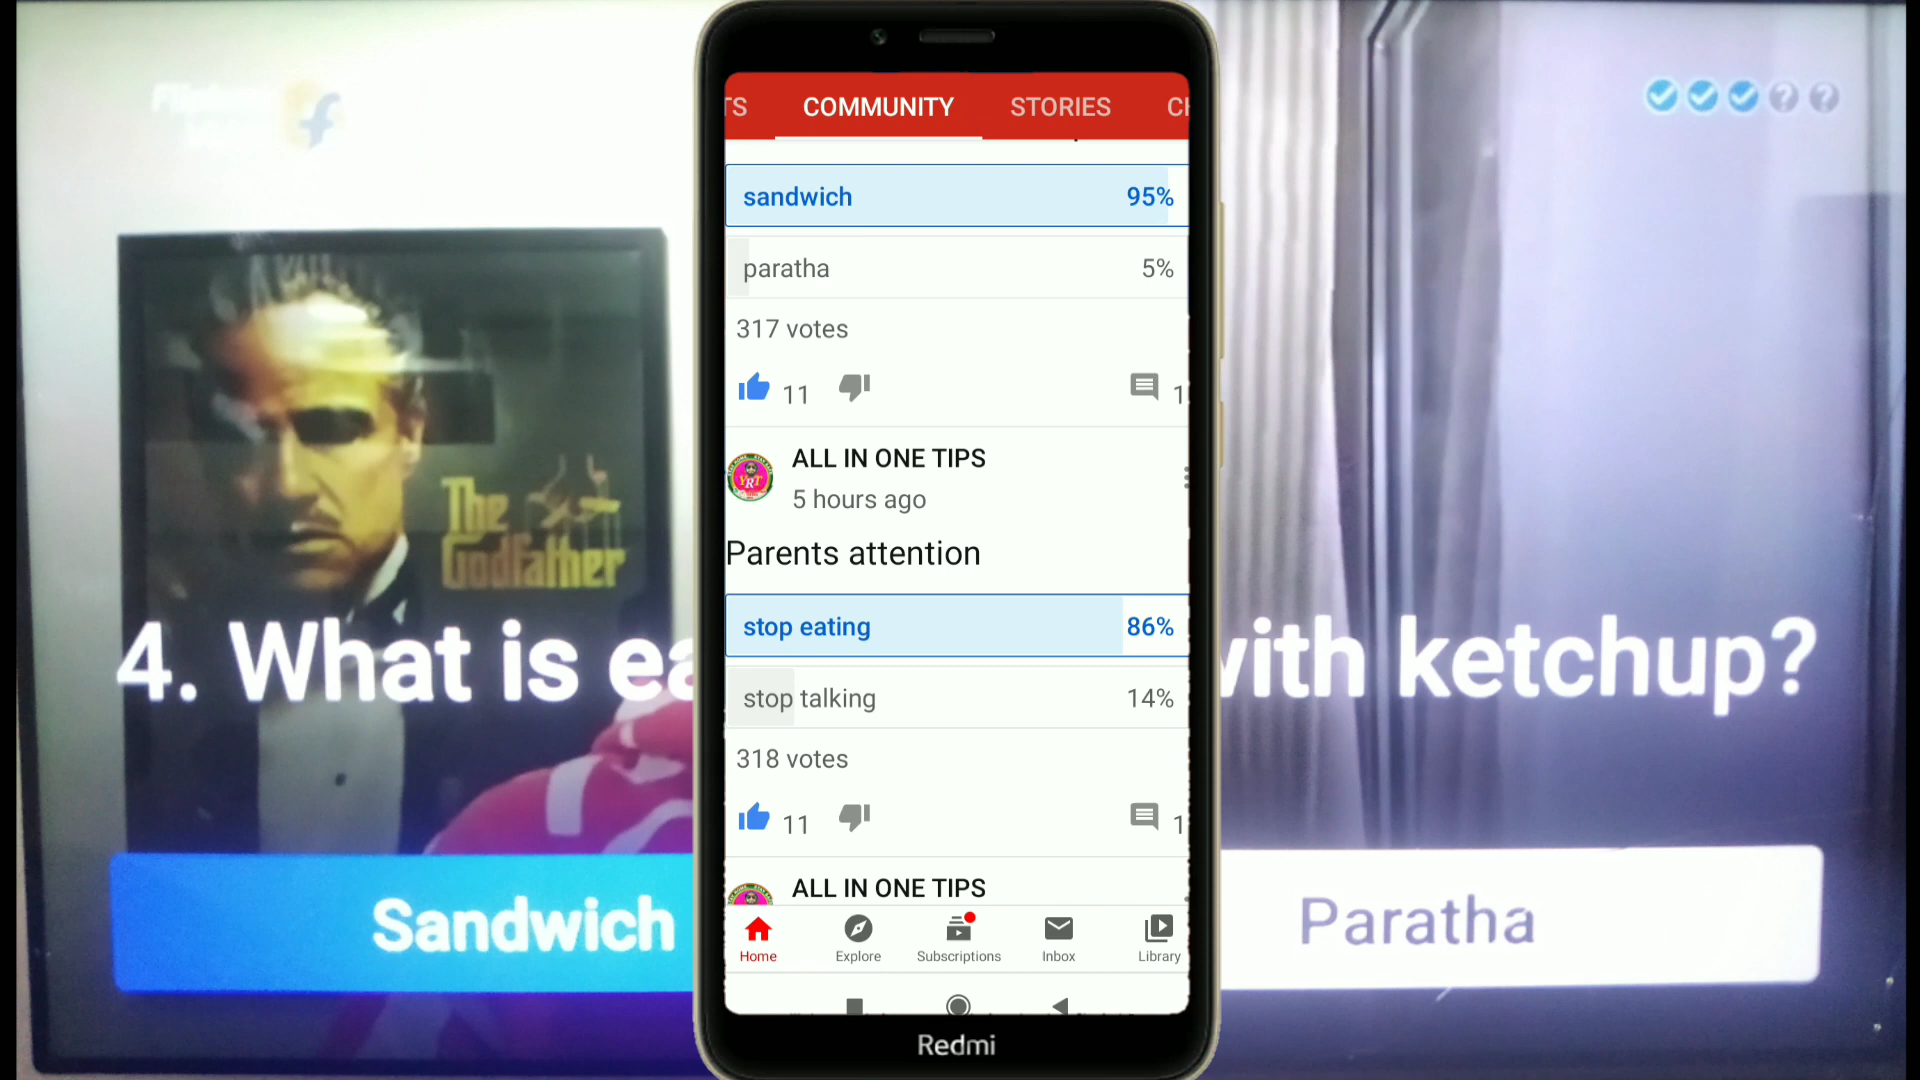 COMMUNITY
STORIES
sandwich 95%
paratha 5%
317 votes
11
ALL IN ONE TIPS
5 hours ago
Parents attention
stop eating 86%
stop talking 14%
318 votes
11
ALL IN ONE TIPS
Home
Explore
Subscriptions
Inbox
Library
Redmi
The
Godfather
4. What is
with ketchup?
Sandwich
Paratha